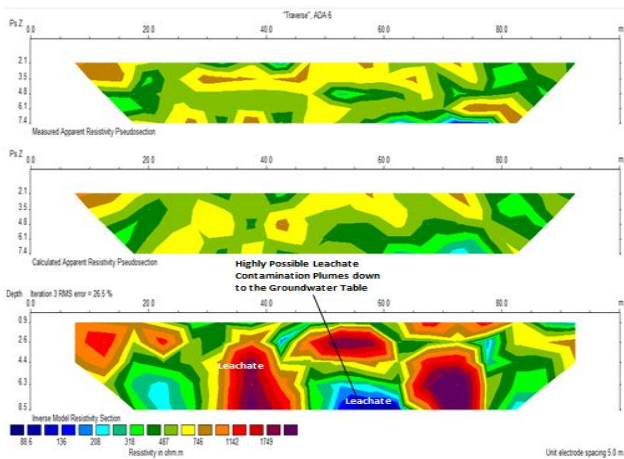 "Traverse", ADA-6
Ps.Z 0.0 20.0 40.0 60.0 80.0 m
2.1
3.5
4.8
6.1
7.4
Measured Apparent Resistivity Pseudosection
Ps.Z 0.0 20.0 40.0 60.0 80.0 m
2.1
3.5
4.8
6.1
7.4
Calculated Apparent Resistivity Pseudosection
Highly Possible Leachate
Contamination Plumes down
to the Groundwater Table
Depth Iteration 3 RMS error = 26.5 %
0.0 20.0 40.0 60.0 80.0 m
0.9
2.6
4.4
6.3
8.5
Leachate
Leachate
Inverse Model Resistivity Section
88.6 136 208 318 487 746 1142 1749
Resistivity in ohm.m
Unit electrode spacing 5.0 m.